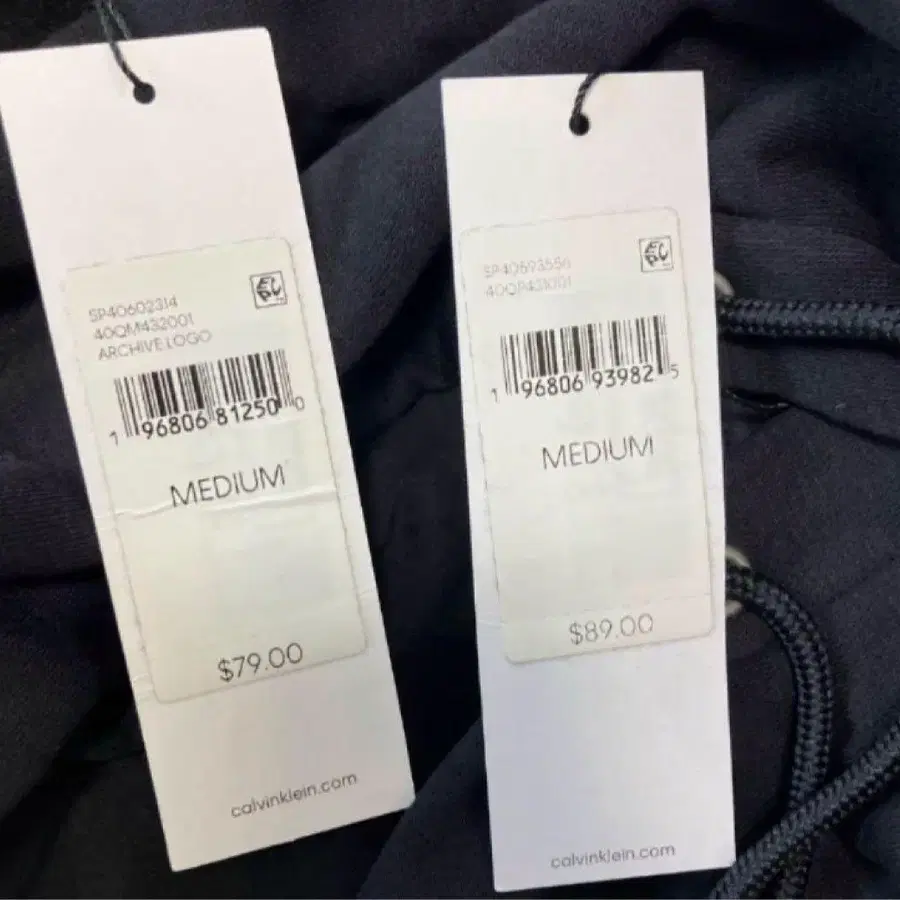 SP40602314
40QM432001
ARCHIVE LOGO
1 96806 81250 0
MEDIUM
$79.00
calvinklein.com
SP40693556
40QP431001
1 96806 93982 5
MEDIUM
$89.00
calvinklein.com